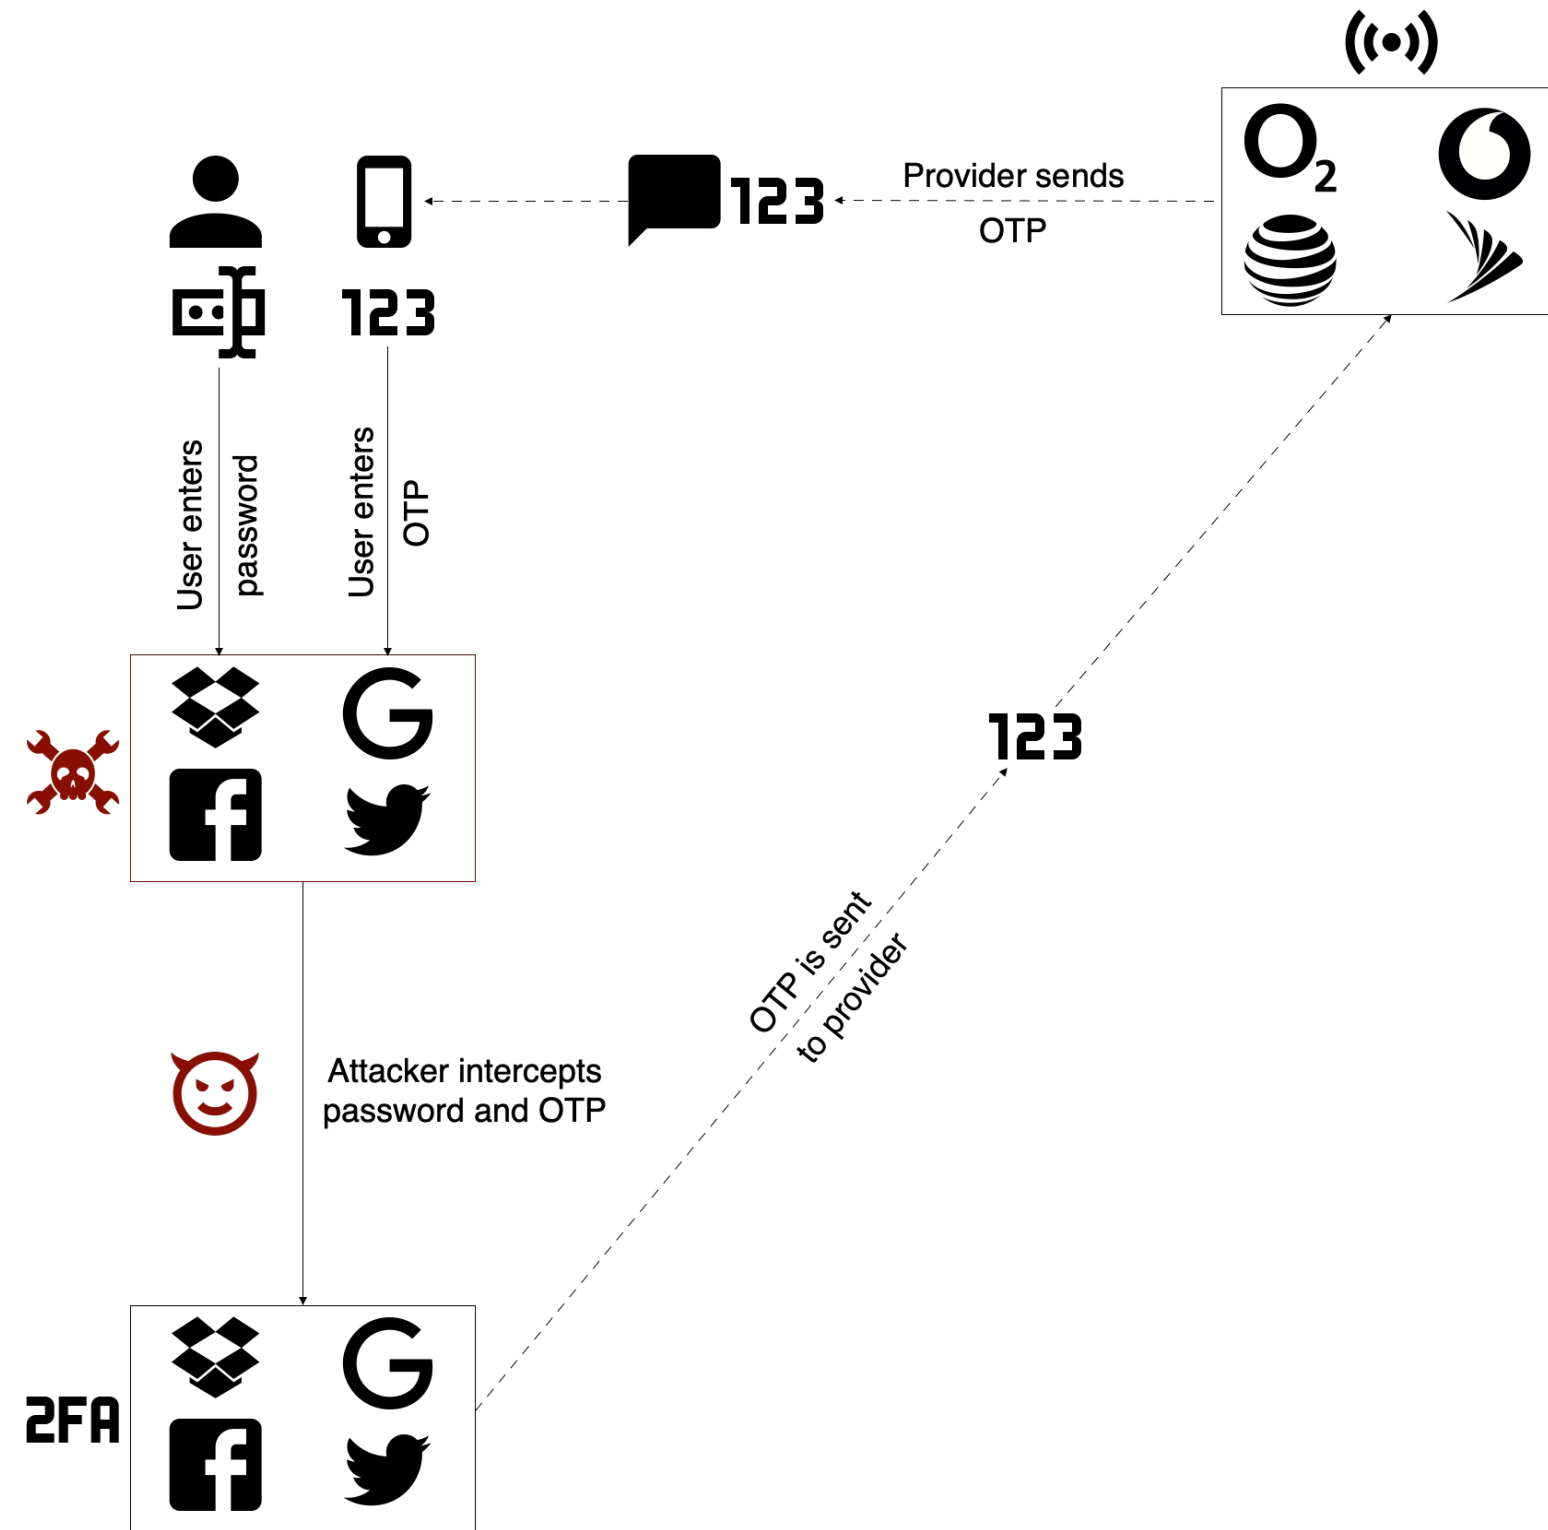 O2
Provider sends
123
OTP
123
User enters
password
User enters
OTP
123
OTP is sent
to provider
Attacker intercepts
password and OTP
2FA